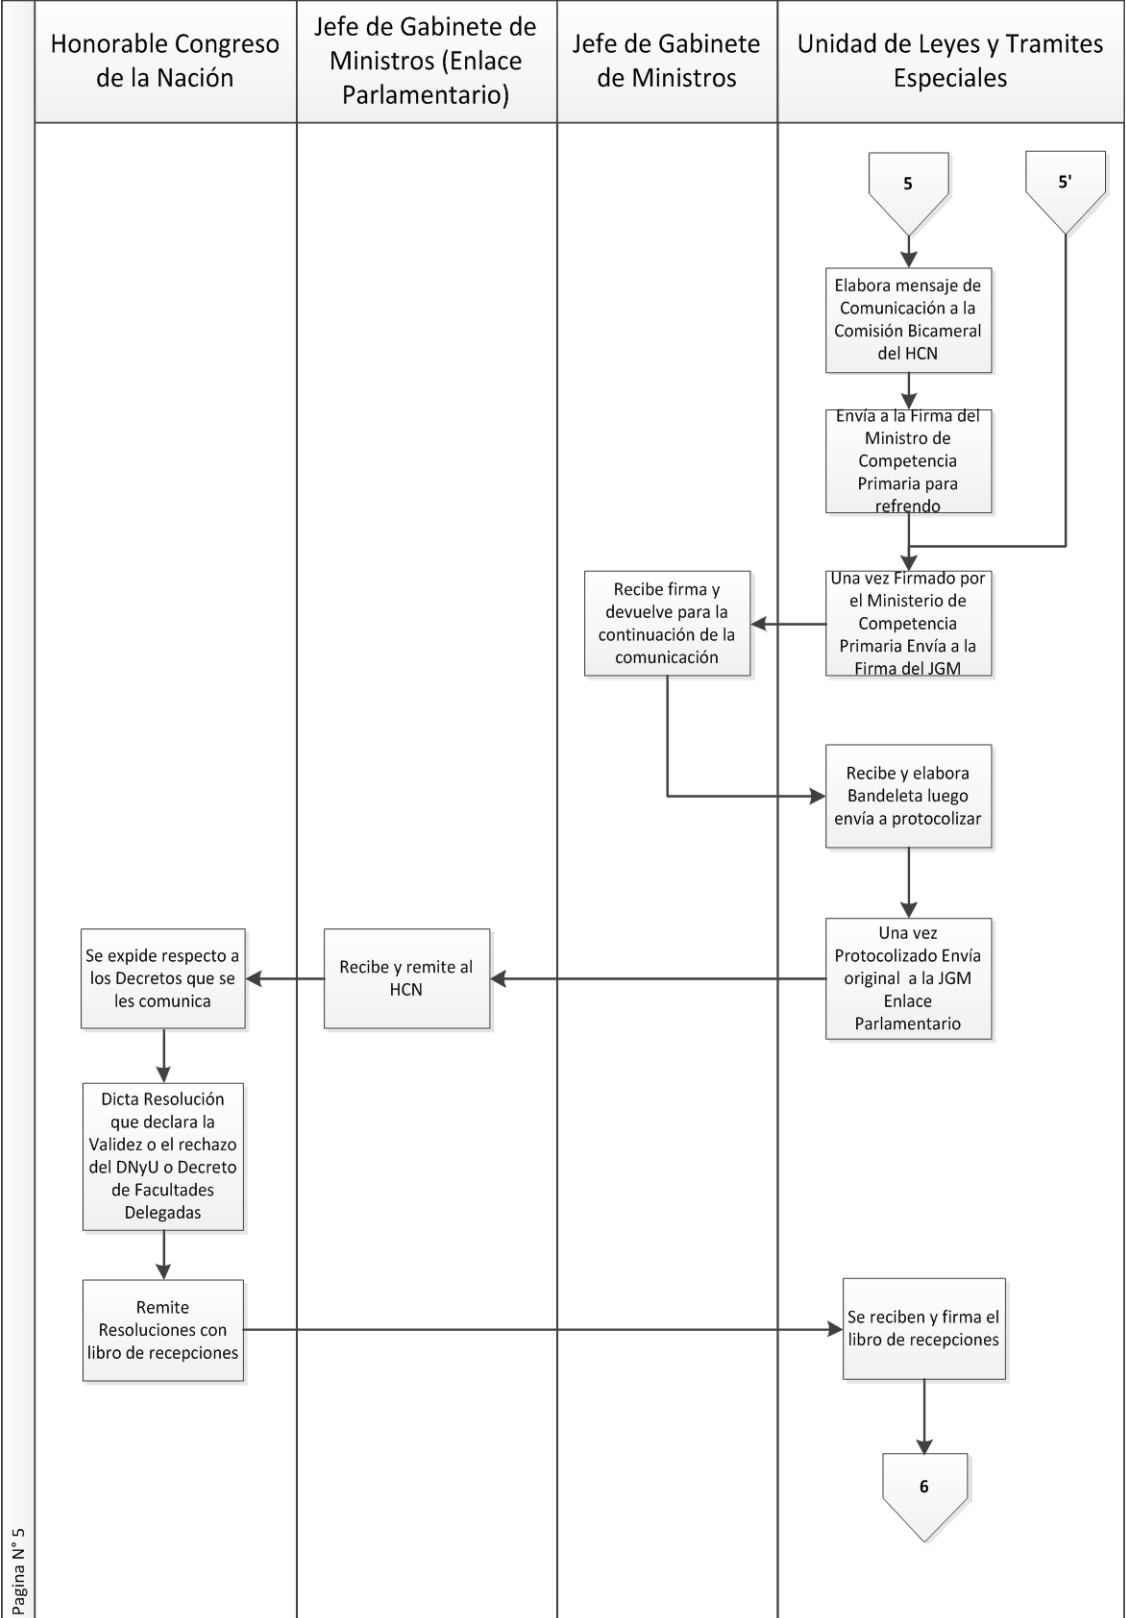 Honorable Congreso
de la Nación
Jefe de Gabinete de
Ministros (Enlace
Parlamentario)
Jefe de Gabinete
de Ministros
Unidad de Leyes y Tramites
Especiales
5
5'
Elabora mensaje de
Comunicación a la
Comisión Bicameral
del HCN
Envía a la Firma del
Ministro de
Competencia
Primaria para
refrendo
Una vez Firmado por
el Ministerio de
Competencia
Primaria Envía a la
Firma del JGM
Recibe firma y
devuelve para la
continuación de la
comunicación
Recibe y elabora
Bandeleta luego
envía a protocolizar
Una vez
Protocolizado Envía
original a la JGM
Enlace
Parlamentario
Recibe y remite al
HCN
Se expide respecto a
los Decretos que se
les comunica
Dicta Resolución
que declara la
Validez o el rechazo
del DNyU o Decreto
de Facultades
Delegadas
Remite
Resoluciones con
libro de recepciones
Se reciben y firma el
libro de recepciones
6
Pagina N° 5